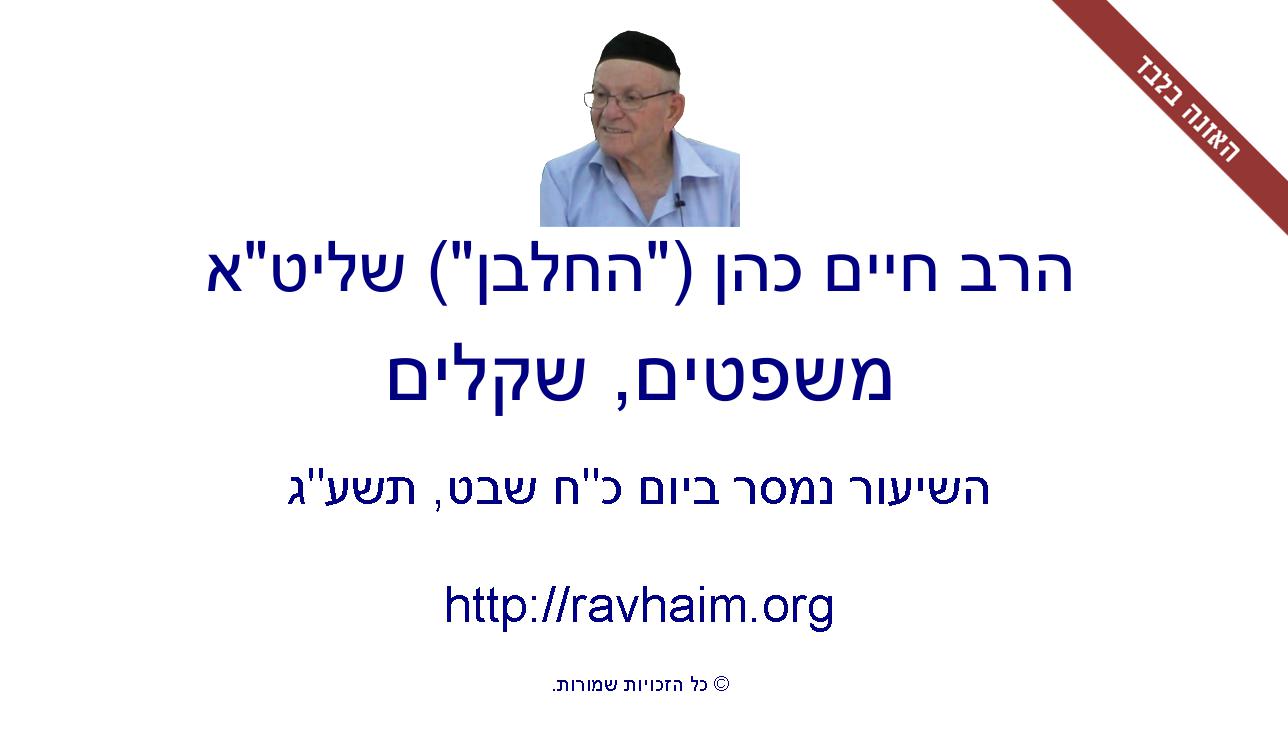 האזנה בלבד
הרב חיים כהן ("החלבן") שליט"א
משפטים, שקלים
השיעור נמסר ביום כ"ח שבט, תשע"ג
http://ravhaim.org
© כל הזכויות שמורות.